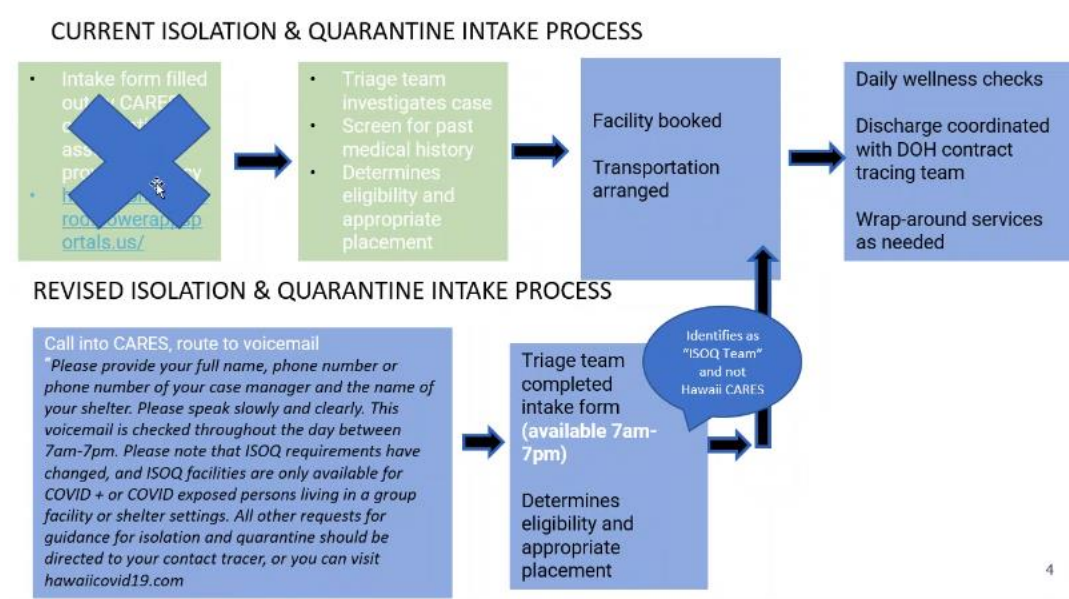 CURRENT ISOLATION & QUARANTINE INTAKE PROCESS
• Intake form filled
CARES
•
ortals.us/
• Triage team
investigates case
• Screen for past
medical history
• Determines
eligibility and
appropriate
placement
Facility booked
Transportation
arranged
Daily wellness checks
Discharge coordinated
with DOH contract
tracing team
Wrap-around services
as needed
REVISED ISOLATION & QUARANTINE INTAKE PROCESS
Call into CARES, route to voicemail
"Please provide your full name, phone number or
phone number of your case manager and the name of
your shelter. Please speak slowly and clearly. This
voicemail is checked throughout the day between
7am-7pm. Please note that ISOQ requirements have
changed, and ISOQ facilities are only available for
COVID + or COVID exposed persons living in a group
facility or shelter settings. All other requests for
guidance for isolation and quarantine should be
directed to your contact tracer, or you can visit
hawaiicovid19.com
Triage team
completed
intake form
(available 7am-
7pm)
Determines
eligibility and
appropriate
placement
Identifies as
"ISOQ Team"
and not
Hawaii CARES
4